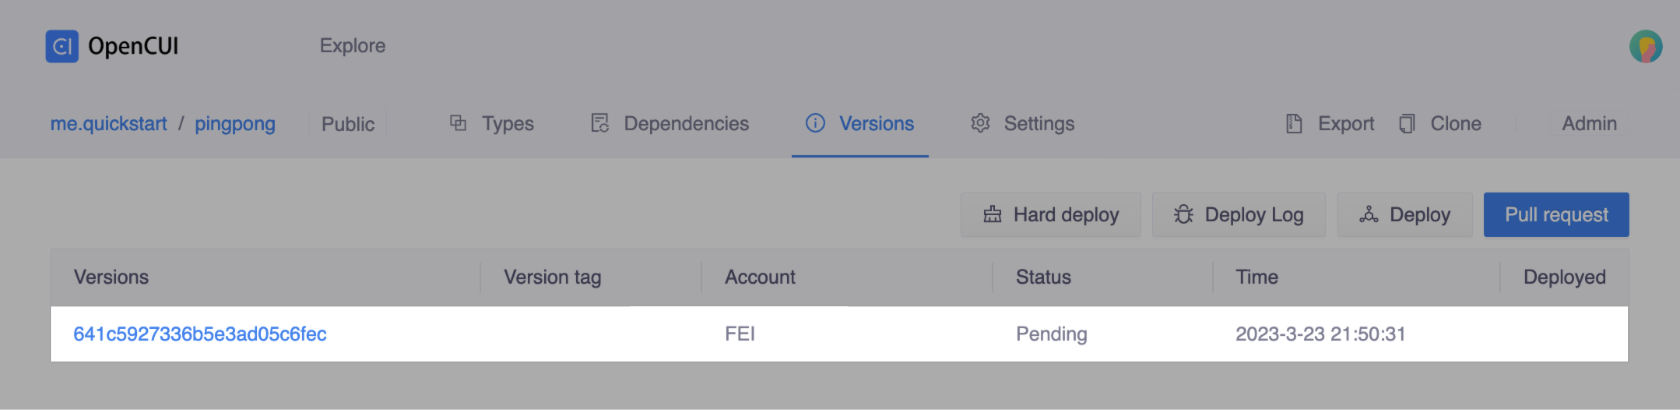 CI OpenCUI Explore
me.quickstart / pingpong Public Types Dependencies Versions Settings Export Clone Admin
Hard deploy Deploy Log Deploy Pull request
Versions Version tag Account Status Time Deployed
641c5927336b5e3ad05c6fec FEI Pending 2023-3-23 21:50:31